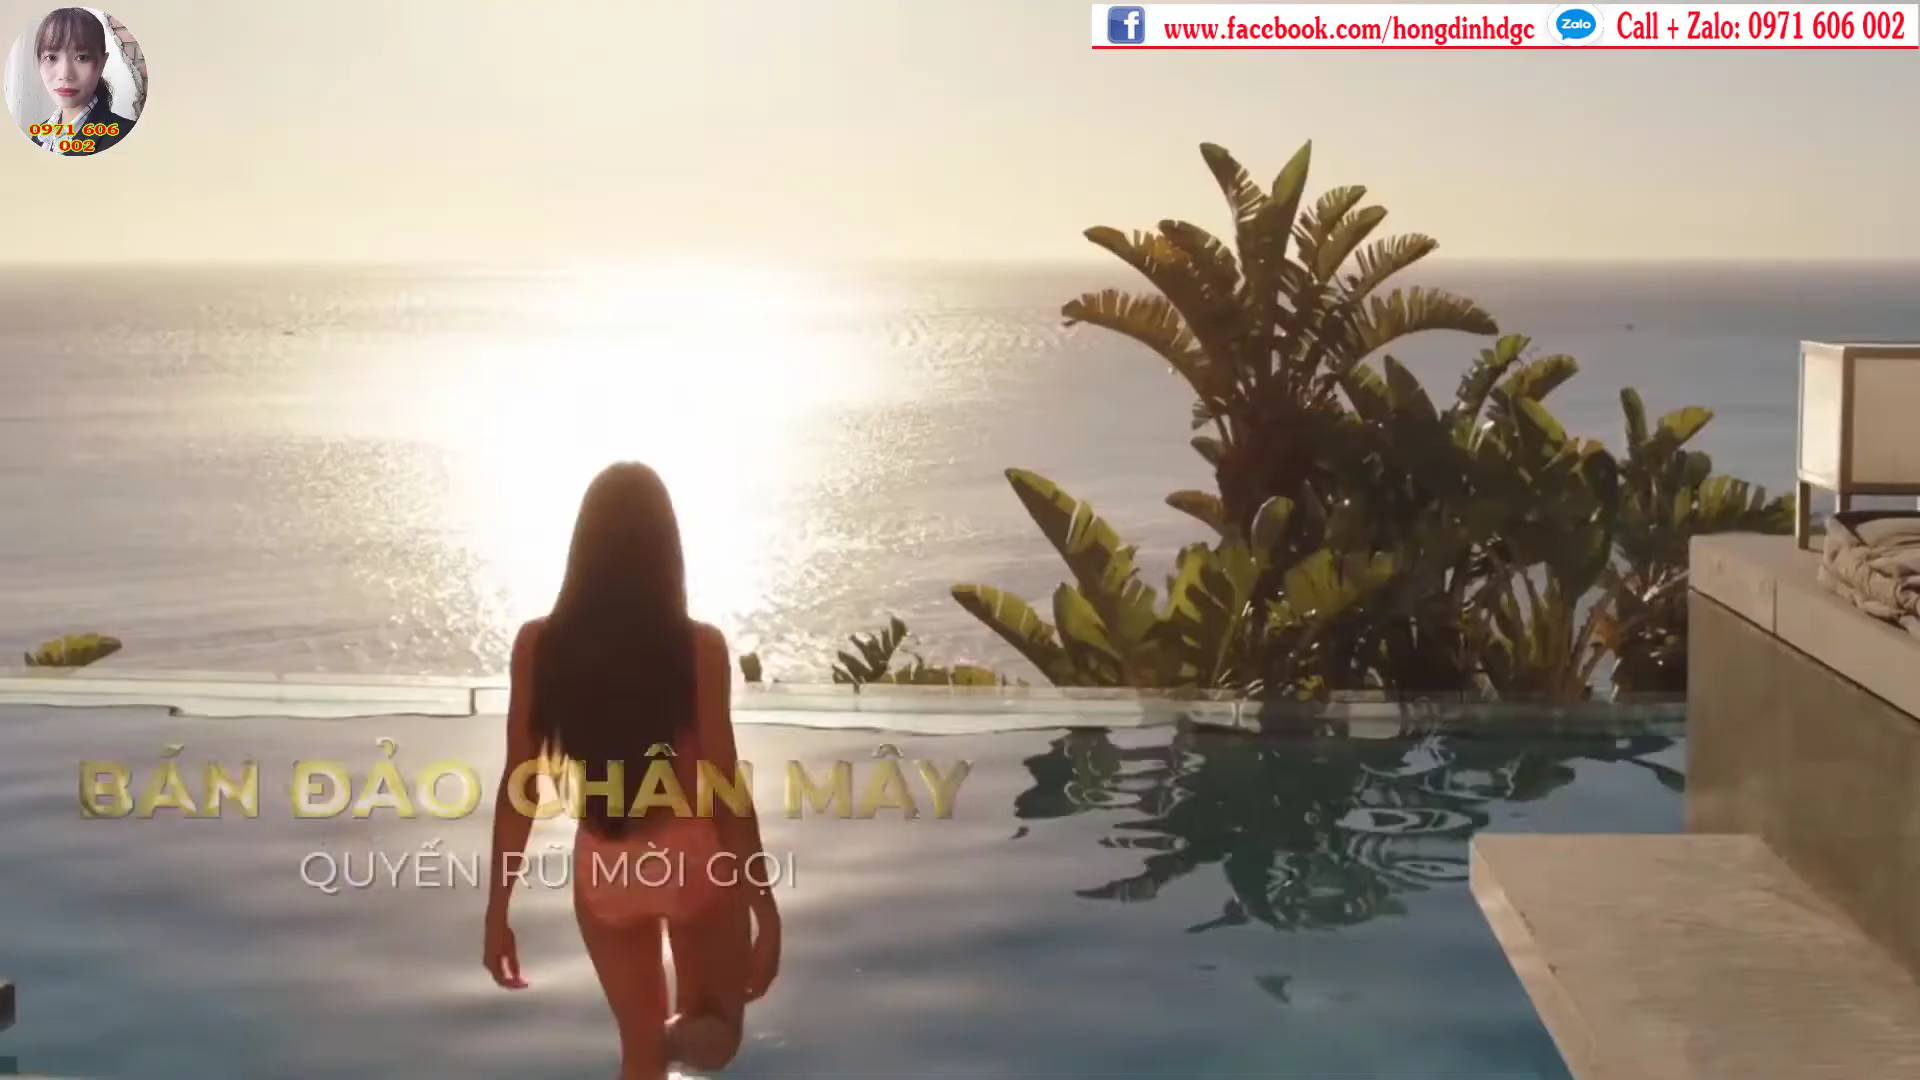 0971 606
002
www.facebook.com/hongdinhdgc Zalo Call + Zalo: 0971 606 002
BÁN ĐẢO CHÂN MÂY
QUYẾN RŨ MỜI GỌI